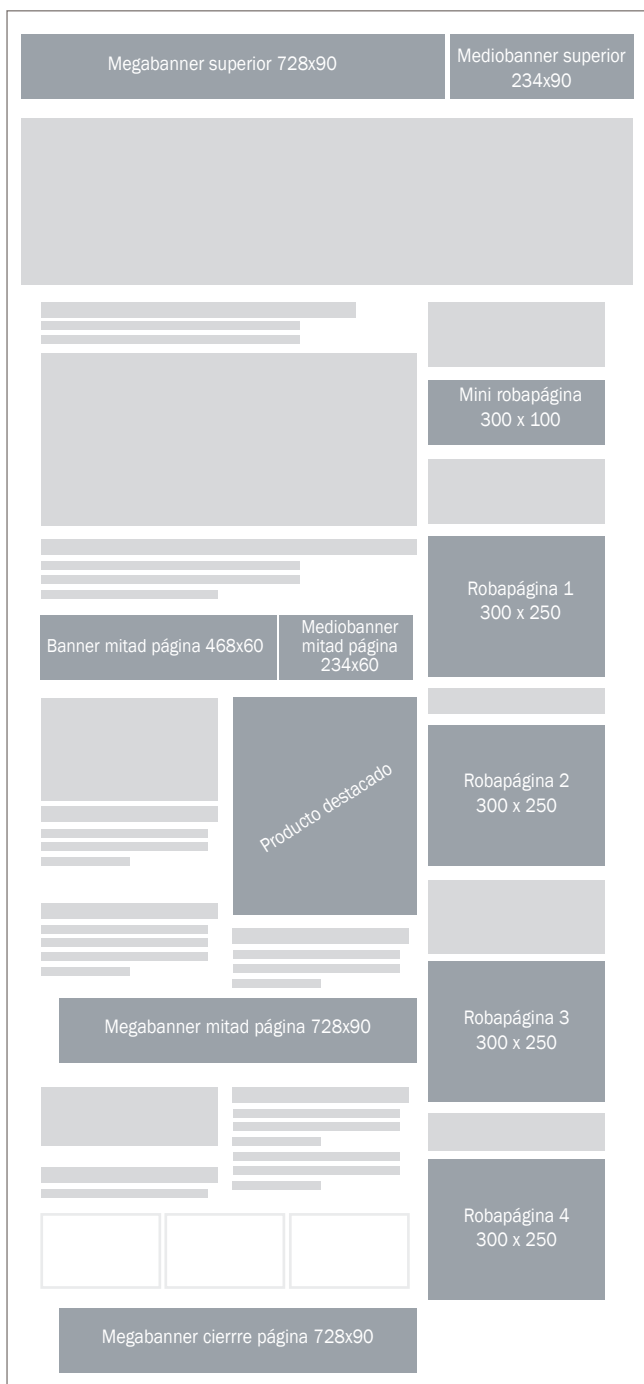 Megabanner superior 728x90
Mediobanner superior
234x90
Mini robapágina
300 x 100
Robapágina 1
300 x 250
Banner mitad página 468x60
Mediobanner
mitad página
234x60
Producto destacado
Robapágina 2
300 x 250
Megabanner mitad página 728x90
Robapágina 3
300 x 250
Robapágina 4
300 x 250
Megabanner cierrre página 728x90